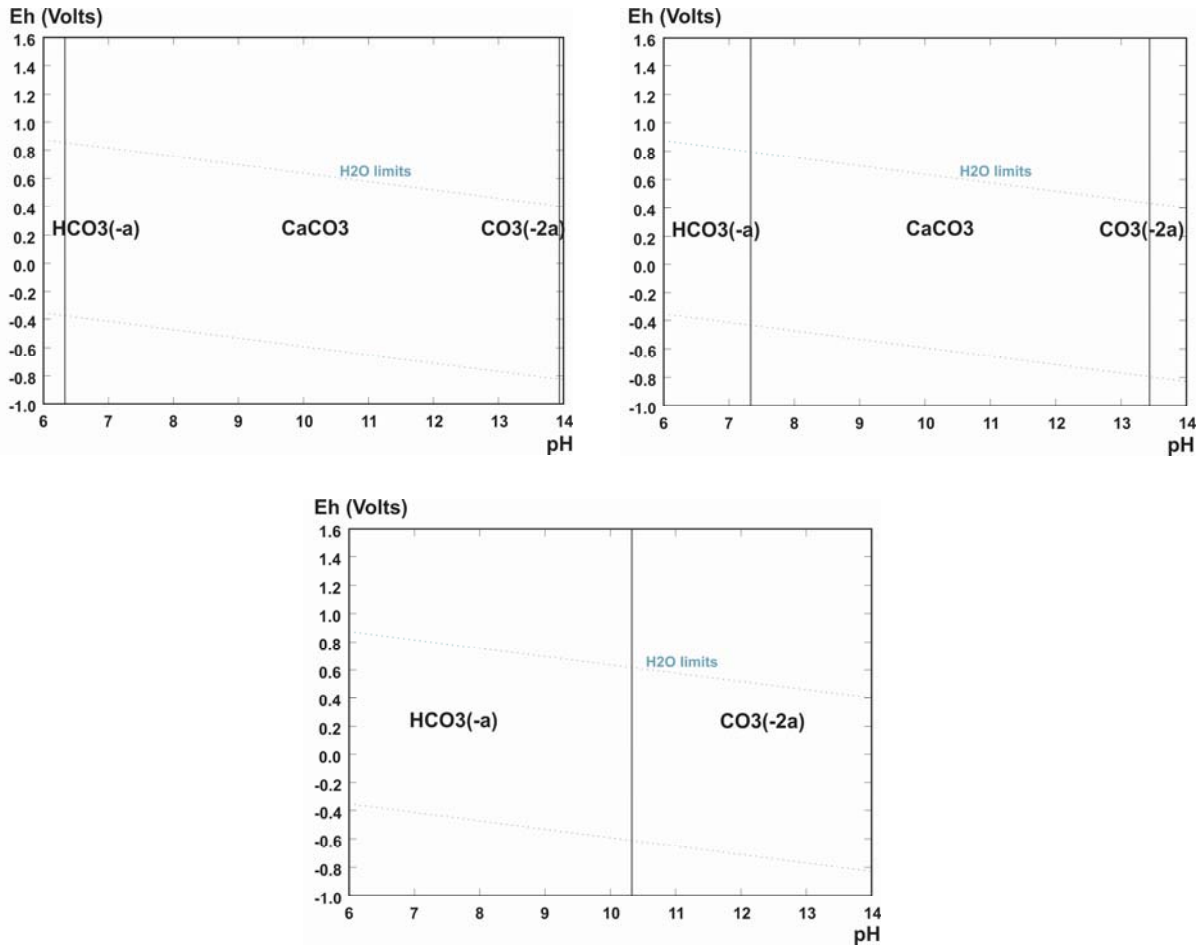 Eh (Volts)
1.6
1.4
1.2
1.0
0.8
0.6
0.4
0.2
0.0
-0.2
-0.4
-0.6
-0.8
-1.0
H2O limits
HCO3(-a) CaCO3 CO3(-2a)
6 7 8 9 10 11 12 13 14
pH
Eh (Volts)
1.6
1.4
1.2
1.0
0.8
0.6
0.4
0.2
0.0
-0.2
-0.4
-0.6
-0.8
-1.0
H2O limits
HCO3(-a) CaCO3 CO3(-2a)
6 7 8 9 10 11 12 13 14
pH
Eh (Volts)
1.6
1.4
1.2
1.0
0.8
0.6
0.4
0.2
0.0
-0.2
-0.4
-0.6
-0.8
-1.0
H2O limits
HCO3(-a) CO3(-2a)
6 7 8 9 10 11 12 13 14
pH